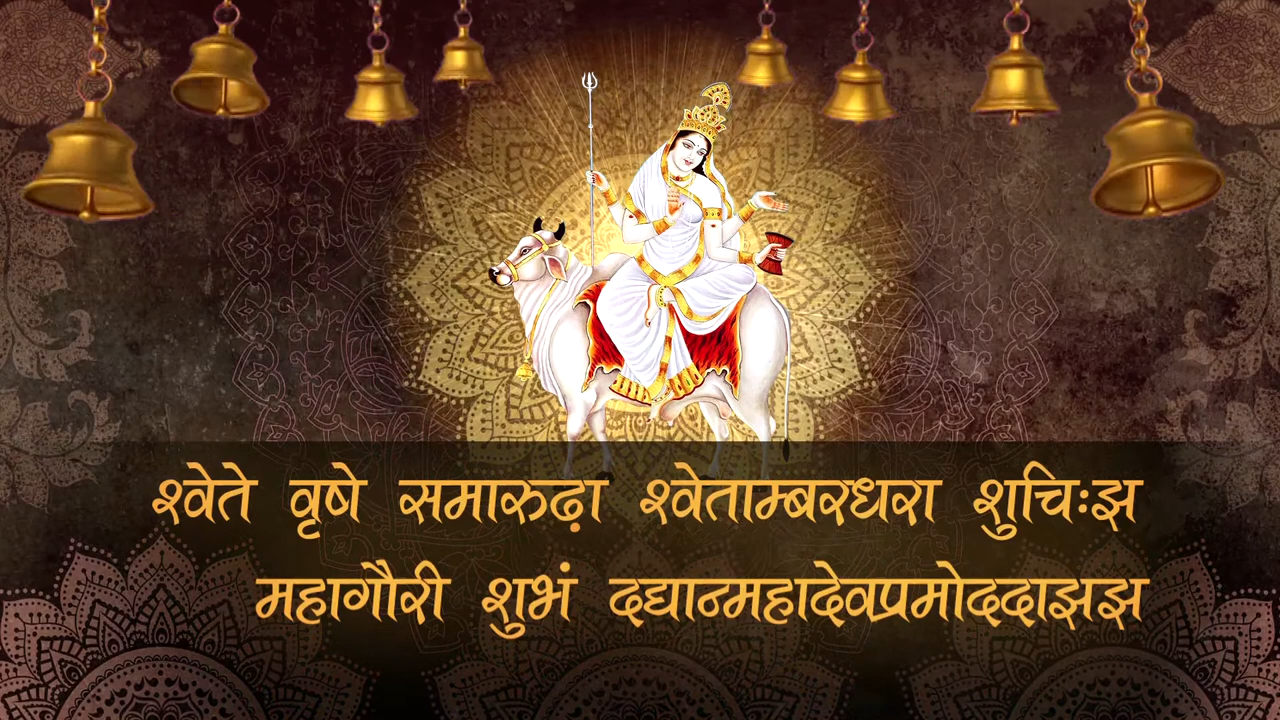 श्वेते वृषे समारुढ़ा श्वेताम्बरधरा शुचिःझ
महागौरी शुभं दद्यान्महादेवप्रमोददाझझ